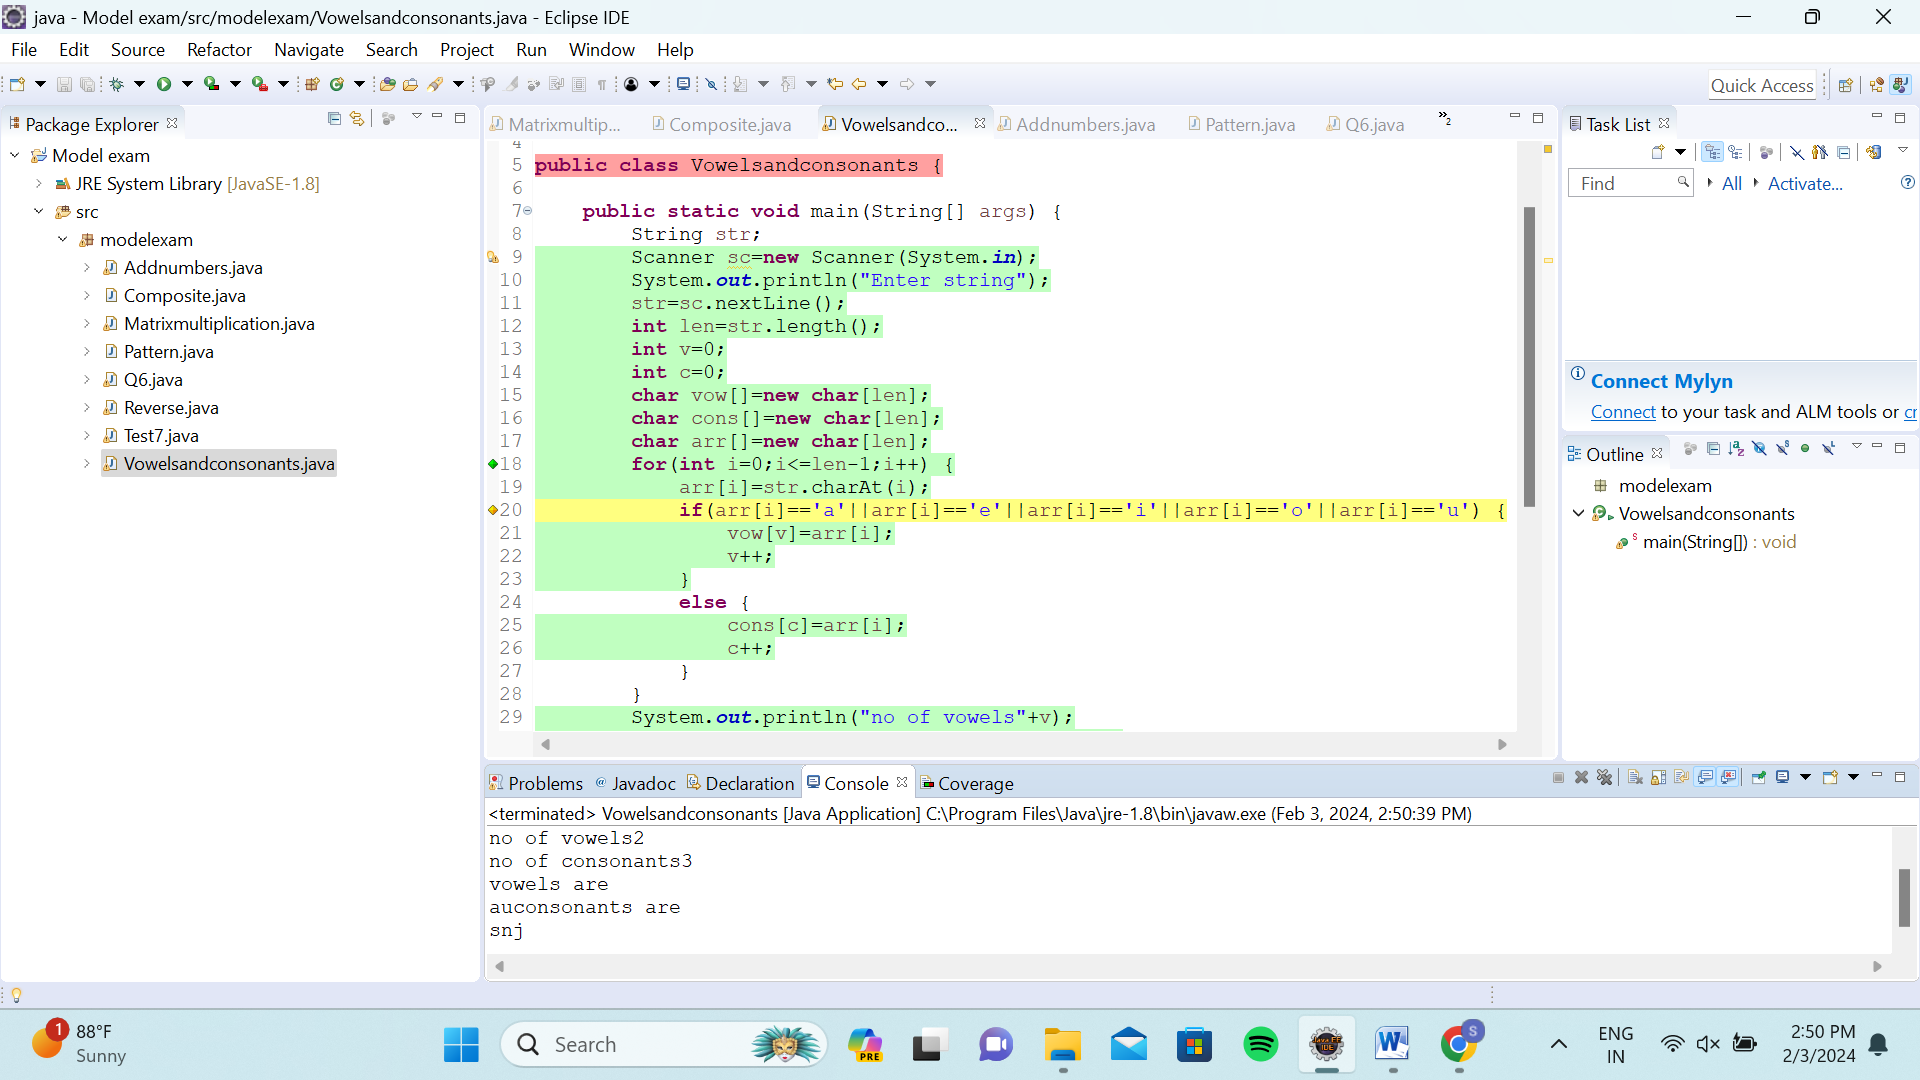 java - Model exam/src/modelexam/Vowelsandconsonants.java - Eclipse IDE
File Edit Source Refactor Navigate Search Project Run Window Help
Quick Access
Package Explorer
Model exam
JRE System Library [JavaSE-1.8]
src
modelexam
Addnumbers.java
Composite.java
Matrixmultiplication.java
Pattern.java
Q6.java
Reverse.java
Test7.java
Vowelsandconsonants.java
Matrixmultip... Composite.java Vowelsandco... Addnumbers.java Pattern.java Q6.java »2
4
5 public class Vowelsandconsonants {
6
7 public static void main(String[] args) {
8 String str;
9 Scanner sc=new Scanner(System.in);
10 System.out.println("Enter string");
11 str=sc.nextLine();
12 int len=str.length();
13 int v=0;
14 int c=0;
15 char vow[]=new char[len];
16 char cons[]=new char[len];
17 char arr[]=new char[len];
18 for(int i=0;i<=len-1;i++) {
19 arr[i]=str.charAt(i);
20 if(arr[i]=='a'||arr[i]=='e'||arr[i]=='i'||arr[i]=='o'||arr[i]=='u') {
21 vow[v]=arr[i];
22 v++;
23 }
24 else {
25 cons[c]=arr[i];
26 c++;
27 }
28 }
29 System.out.println("no of vowels"+v);
Task List
Find All Activate...
Connect Mylyn
Connect to your task and ALM tools or cr
Outline
modelexam
Vowelsandconsonants
main(String[]) : void
Problems Javadoc Declaration Console Coverage
<terminated> Vowelsandconsonants [Java Application] C:\Program Files\Java\jre-1.8\bin\javaw.exe (Feb 3, 2024, 2:50:39 PM)
no of vowels2
no of consonants3
vowels are
auconsonants are
snj
1
88°F
Sunny
Search
PRE
Java EE
IDE
W
S
ENG
IN
2:50 PM
2/3/2024